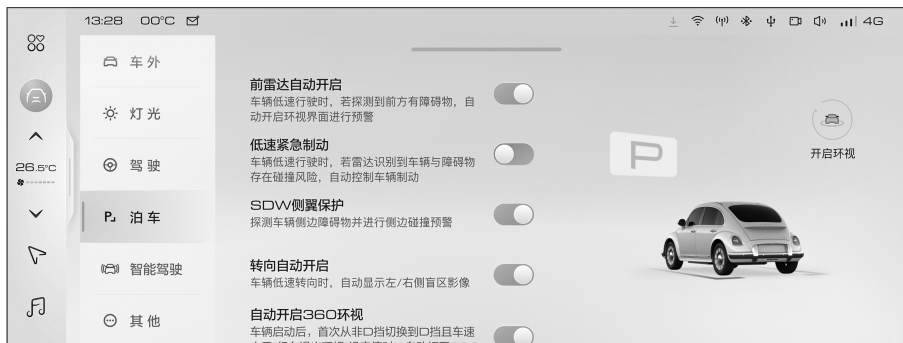 13:28 00°C
4G
车外
灯光
26.5°C
驾驶
P 泊车
智能驾驶
其他
前雷达自动开启
车辆低速行驶时，若探测到前方有障碍物，自
动开启环视界面进行预警
低速紧急制动
车辆低速行驶时，若雷达识别到车辆与障碍物
存在碰撞风险，自动控制车辆制动
SDW侧翼保护
探测车辆侧边障碍物并进行侧边碰撞预警
转向自动开启
车辆低速转向时，自动显示左/右侧盲区影像
自动开启360环视
车辆启动后，首次从非D挡切换到D挡且车速
P
开启环视